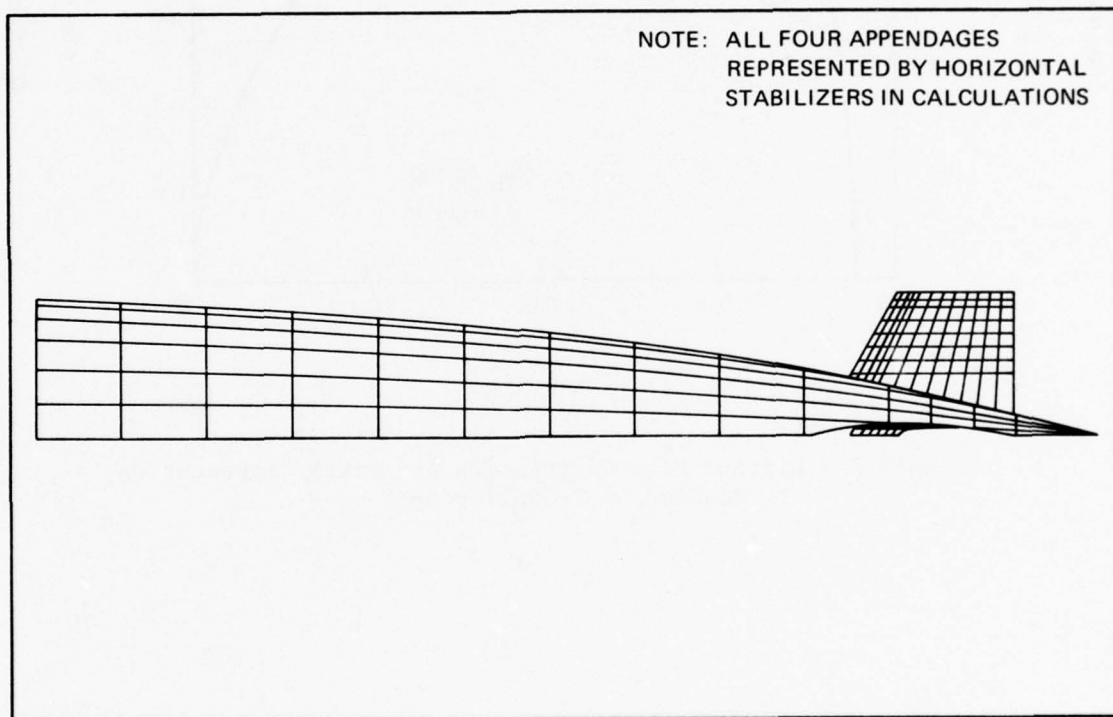 NOTE: ALL FOUR APPENDAGES
REPRESENTED BY HORIZONTAL
STABILIZERS IN CALCULATIONS